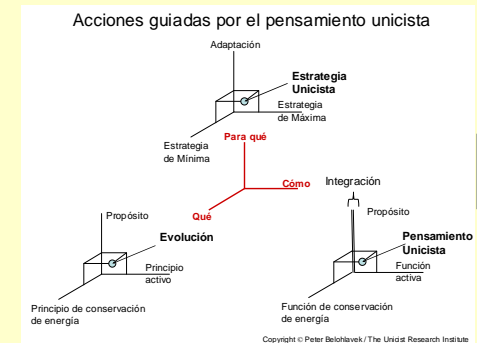 Acciones guiadas por el pensamiento unicista
Adaptación
Estrategia
Unicista
Estrategia
de Máxima
Estrategia
de Mínima
Para qué
Cómo
Qué
Integración
Propósito
Evolución
Principio
activo
Principio de conservación
de energía
Propósito
Pensamiento
Unicista
Función
activa
Función de conservación
de energía
Copyright © Peter Belohlavek / The Unicist Research Institute